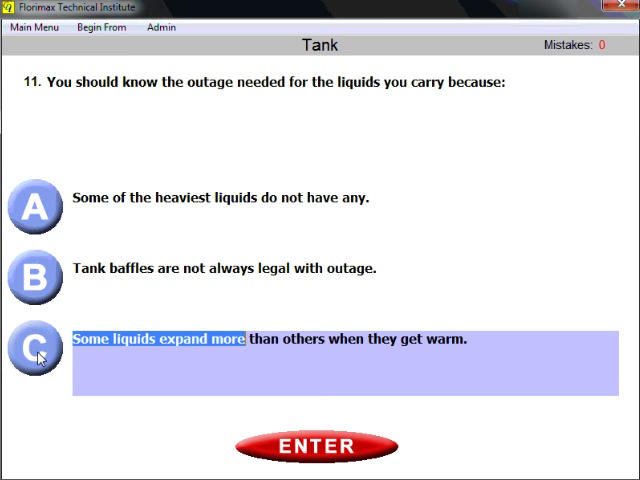 Florimax Technical Institute
Main Menu Begin From Admin
Tank Mistakes: 0
11. You should know the outage needed for the liquids you carry because:
A Some of the heaviest liquids do not have any.
B Tank baffles are not always legal with outage.
C Some liquids expand more than others when they get warm.
ENTER